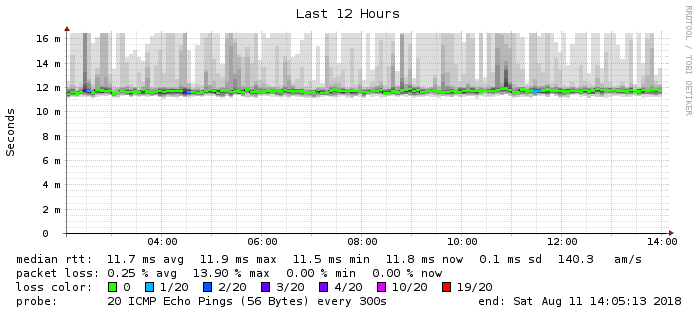 Last 12 Hours
RRDTOOL / TOBI OETIKER
Seconds
16 m
14 m
12 m
10 m
8 m
6 m
4 m
2 m
0
04:00 06:00 08:00 10:00 12:00 14:00
median rtt: 11.7 ms avg 11.9 ms max 11.5 ms min 11.8 ms now 0.1 ms sd 140.3 am/s
packet loss: 0.25 % avg 13.90 % max 0.00 % min 0.00 % now
loss color: 0 1/20 2/20 3/20 4/20 10/20 19/20
probe: 20 ICMP Echo Pings (56 Bytes) every 300s end: Sat Aug 11 14:05:13 2018